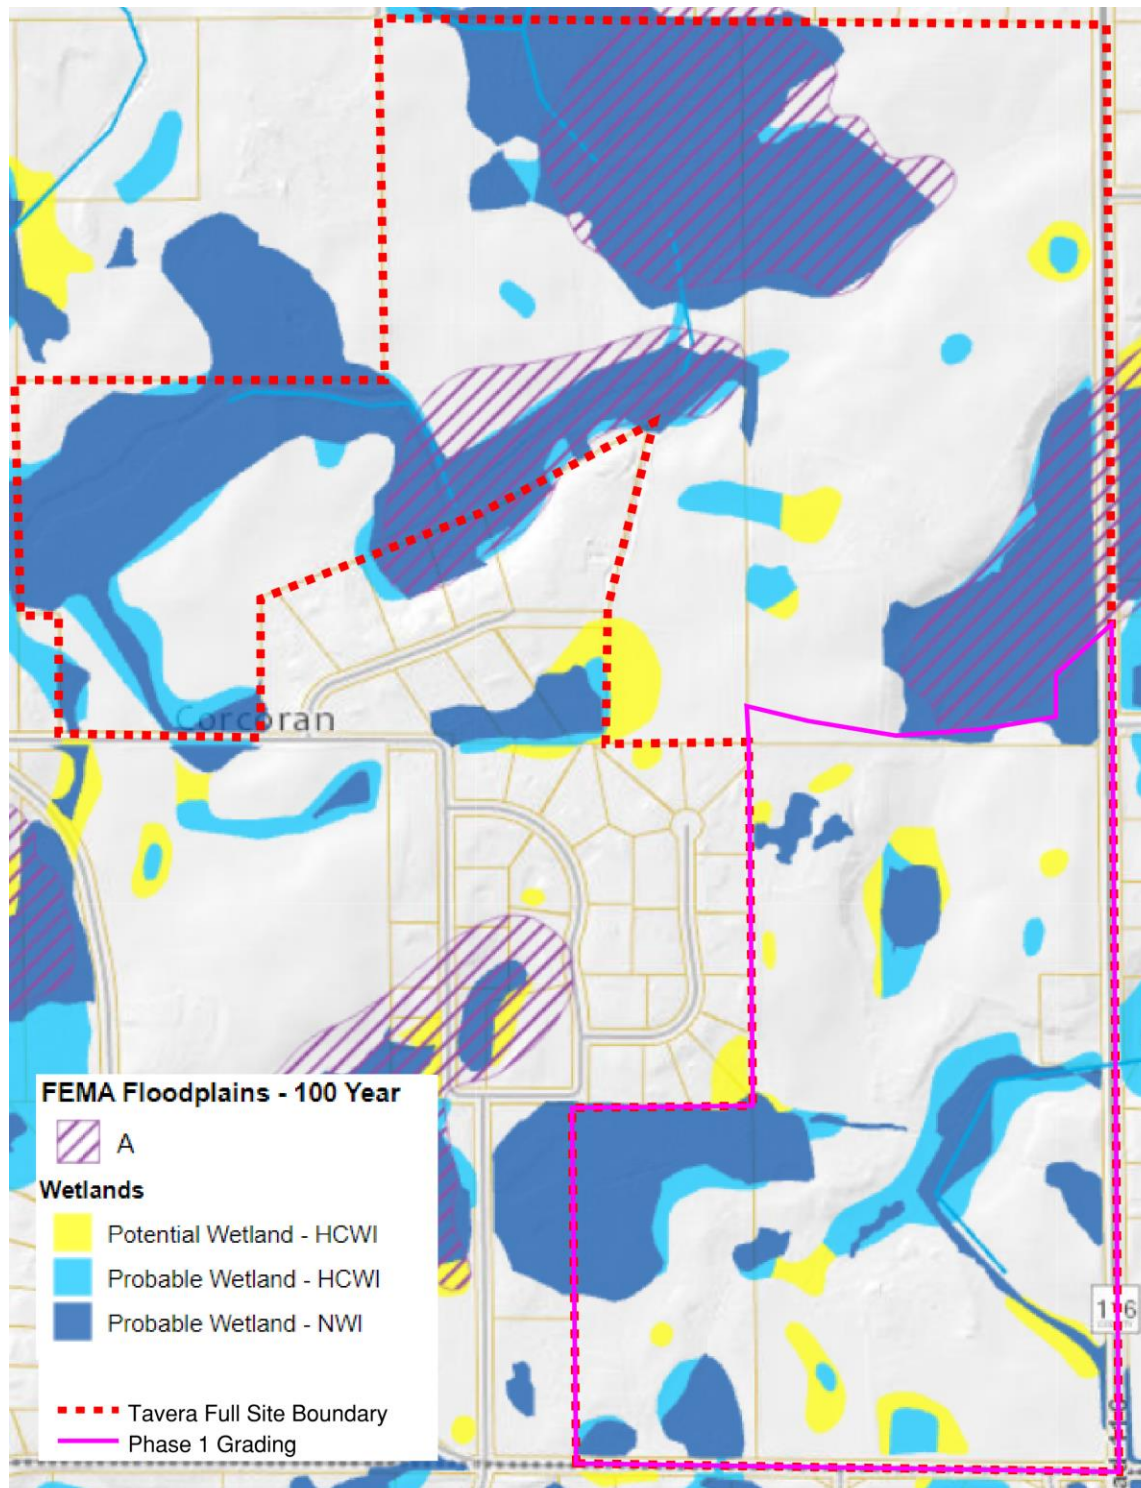 Corcoran
FEMA Floodplains - 100 Year
A
Wetlands
Potential Wetland - HCWI
Probable Wetland - HCWI
Probable Wetland - NWI
Tavera Full Site Boundary
Phase 1 Grading
116